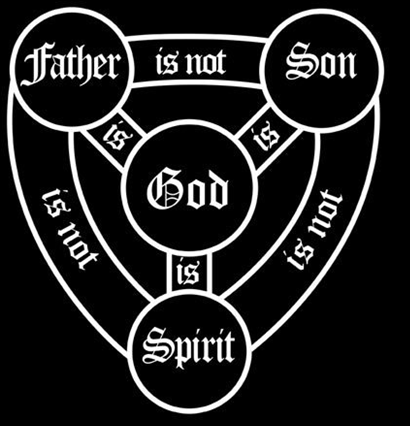 Father
is not
Son
is
is
God
is not
is not
is
Spirit